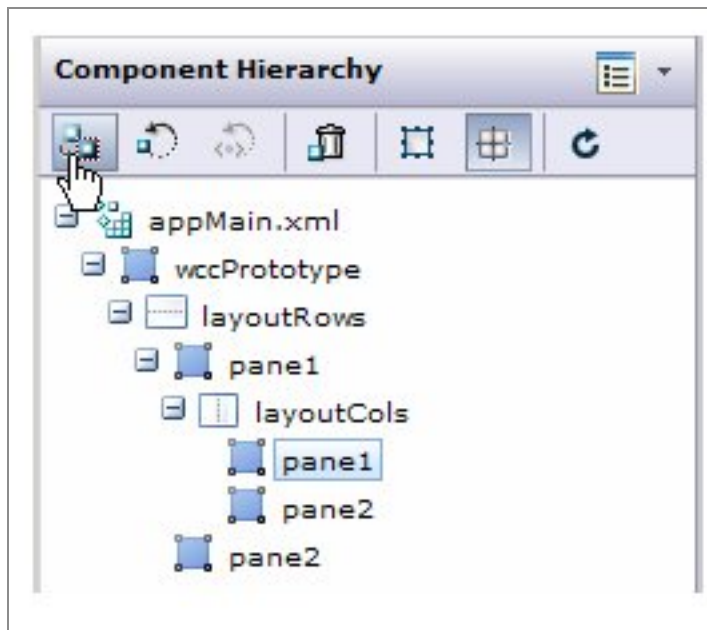 Component Hierarchy
appMain.xml
wccPrototype
layoutRows
pane1
layoutCols
pane1
pane2
pane2